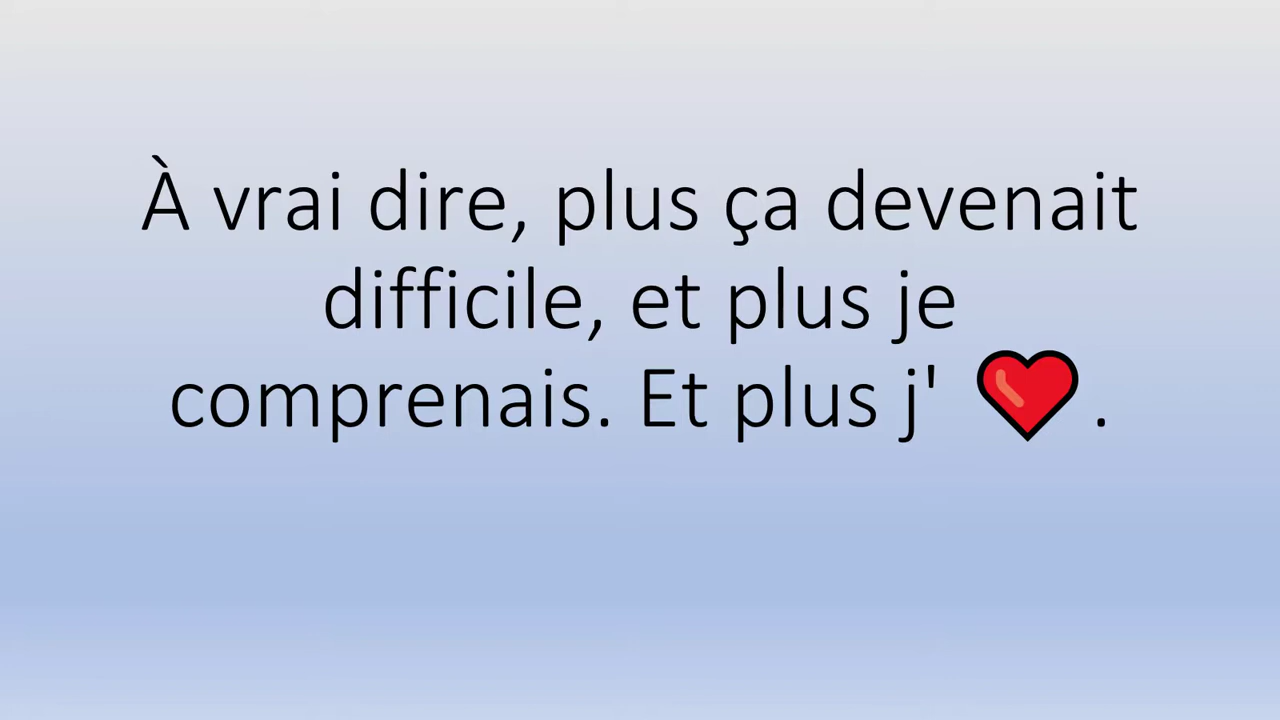 À vrai dire, plus ça devenait
difficile, et plus je
comprenais. Et plus j' ❤️.